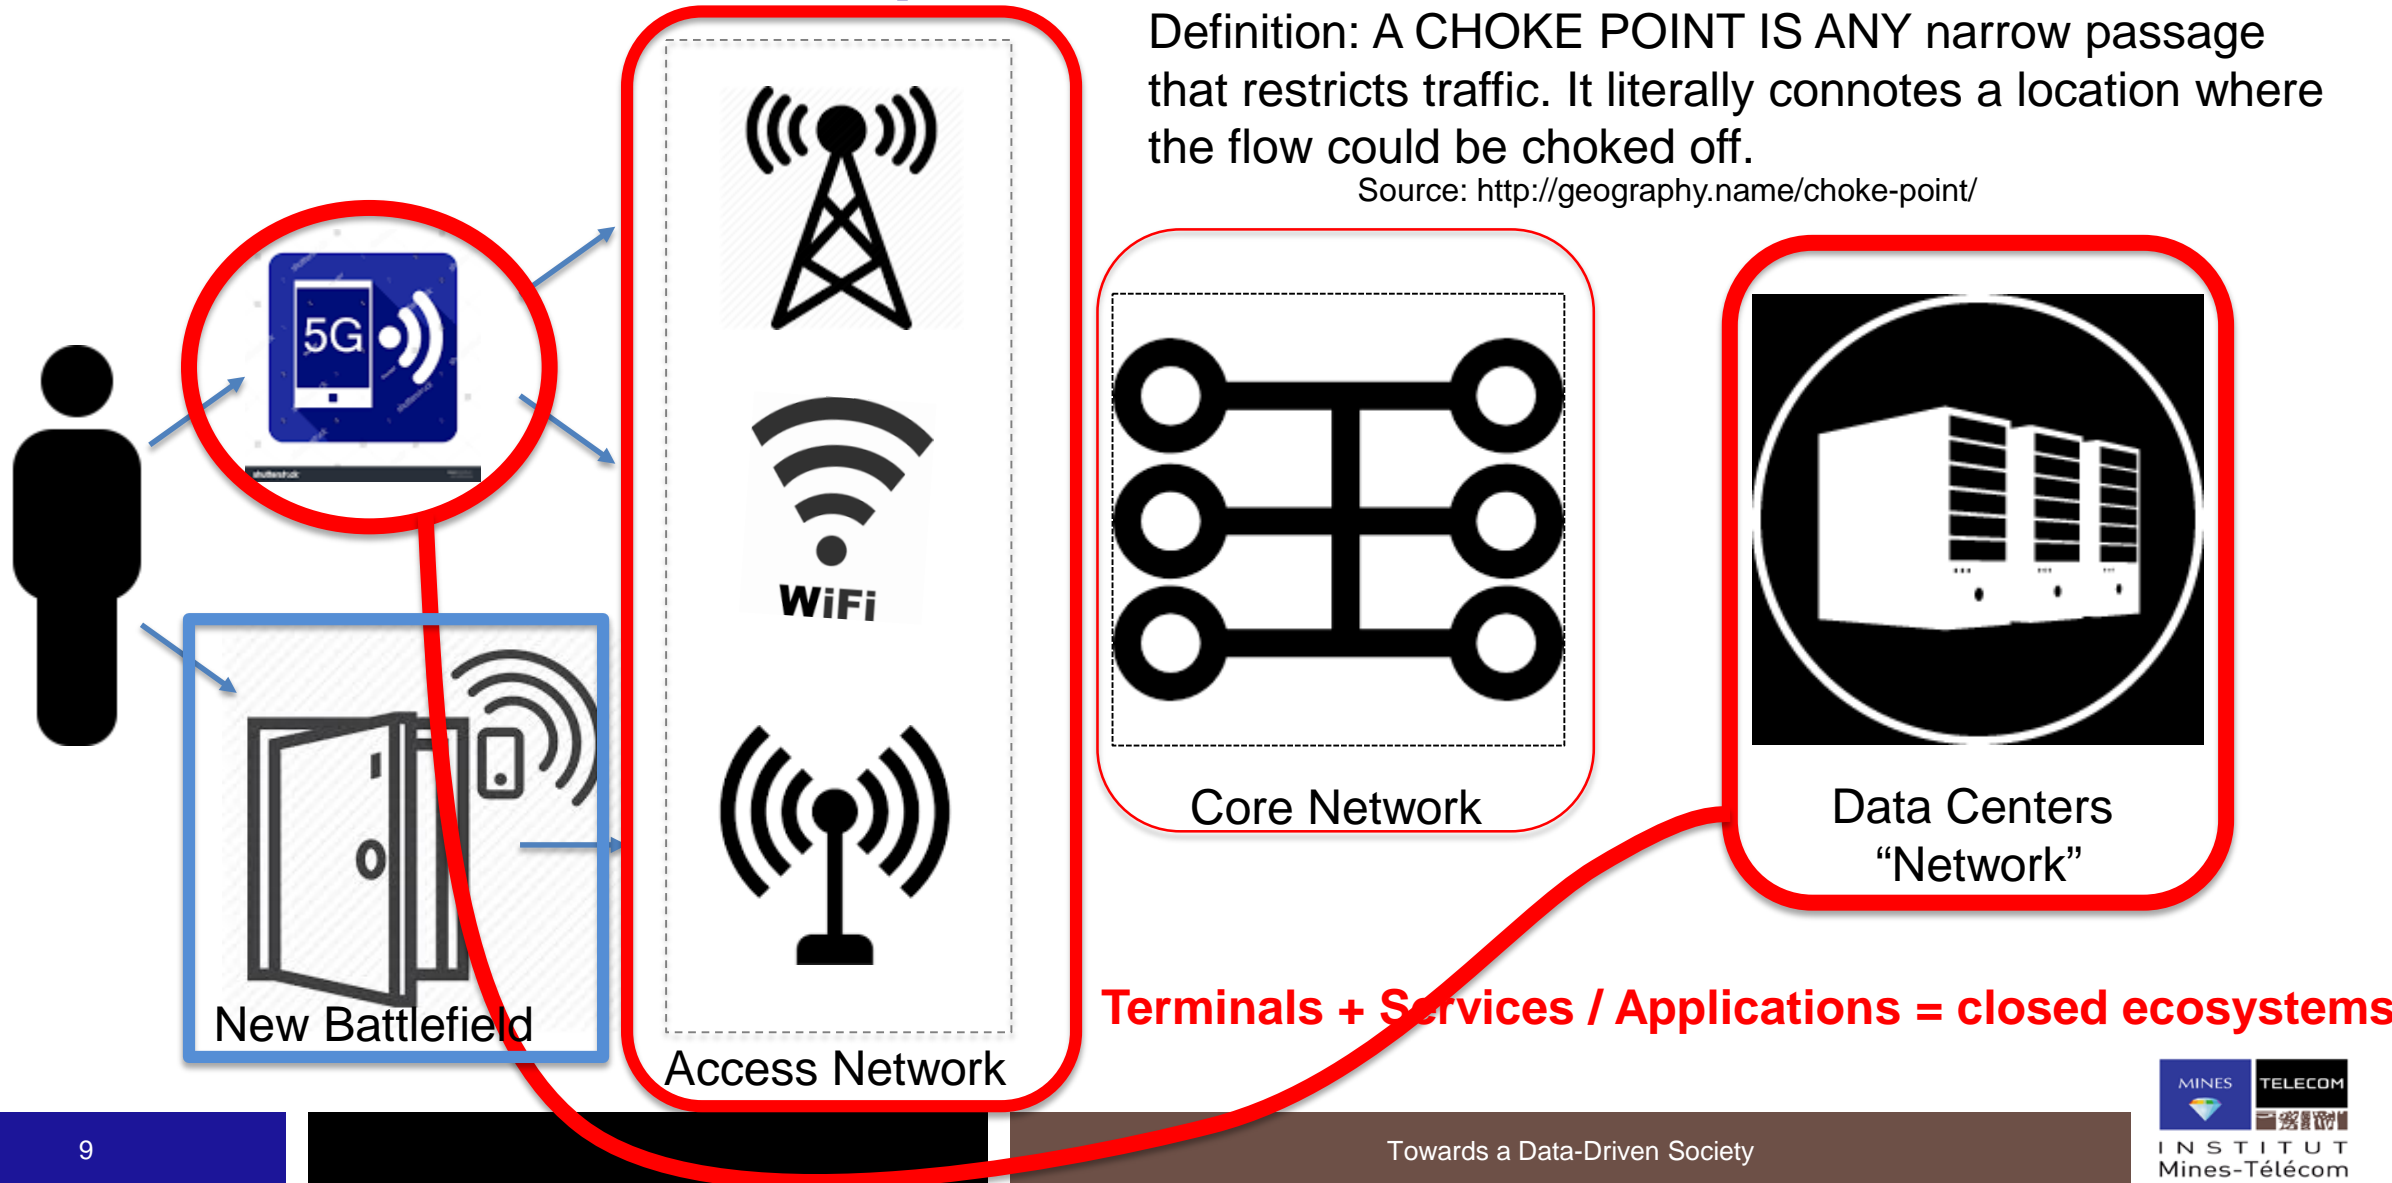 Definition: A CHOKE POINT IS ANY narrow passage
that restricts traffic. It literally connotes a location where
the flow could be choked off.
Source: http://geography.name/choke-point/
5G
shutterstock
WiFi
New Battlefield
Access Network
Core Network
Data Centers
“Network”
Terminals + Services / Applications = closed ecosystems
9
Towards a Data-Driven Society
MINES
TELECOM
INSTITUT
Mines-Télécom